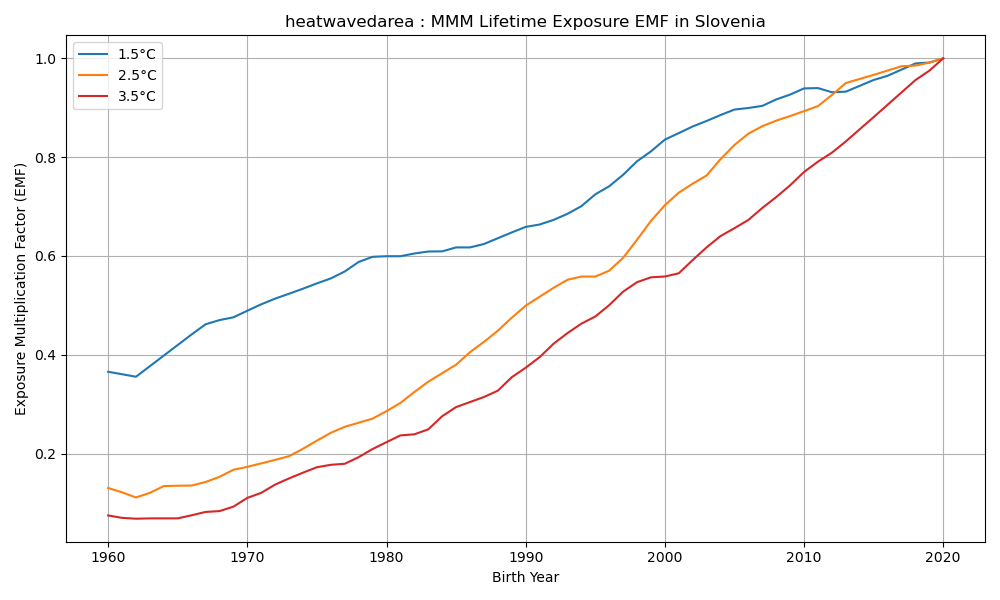 heatwavedarea : MMM Lifetime Exposure EMF in Slovenia
1.5°C
2.5°C
3.5°C
Exposure Multiplication Factor (EMF)
1.0
0.8
0.6
0.4
0.2
1960 1970 1980 1990 2000 2010 2020
Birth Year